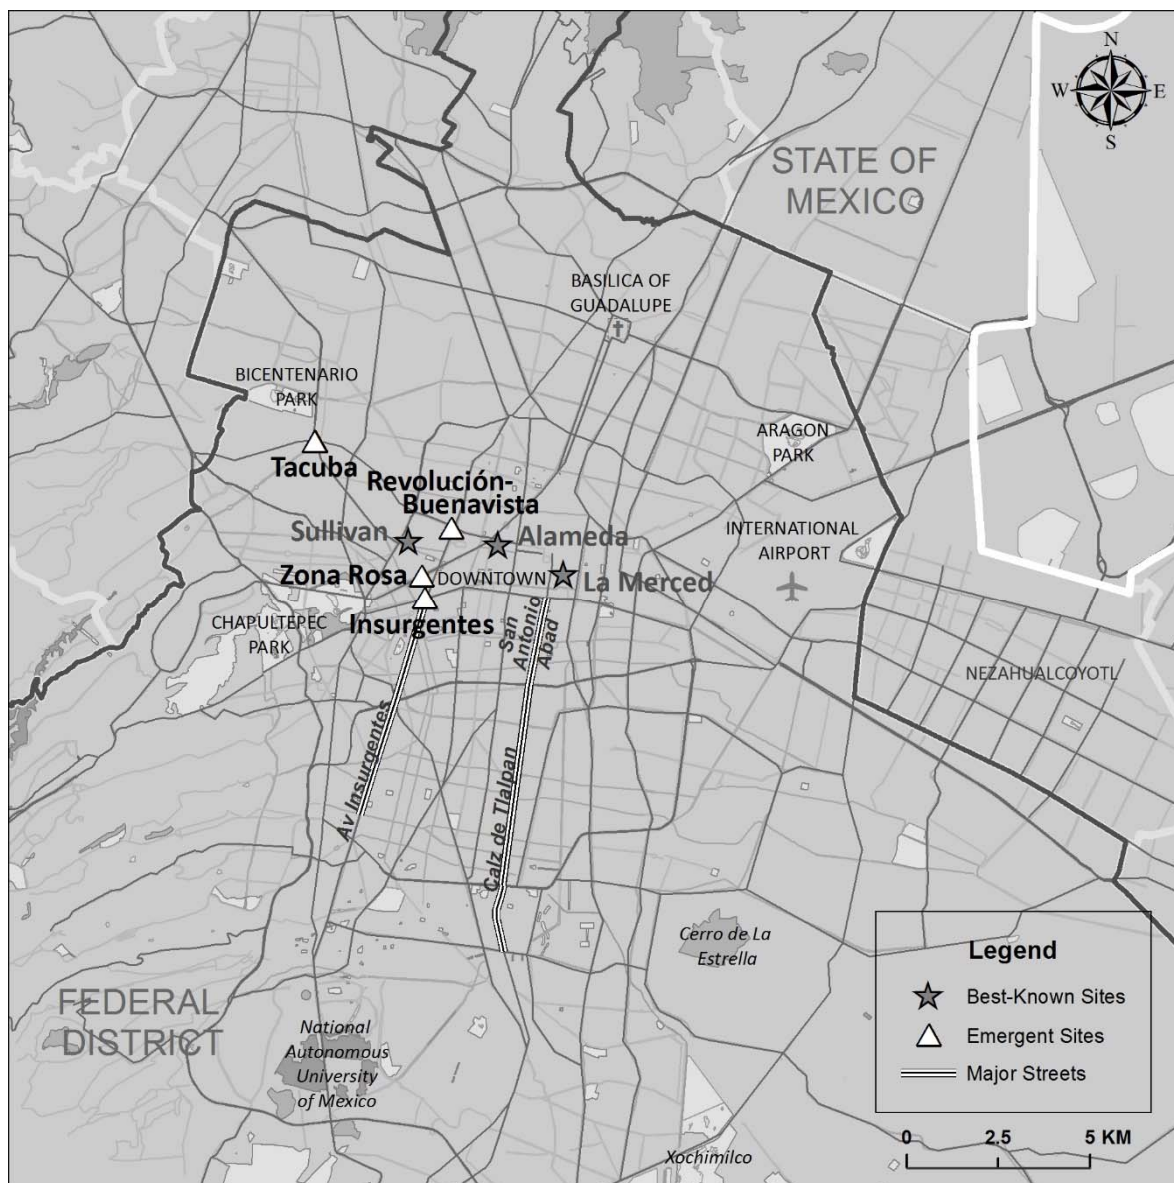 N
W
E
S
STATE OF
MEXICO
BASILICA OF
GUADALUPE
BICENTENARIO
PARK
ARAGON
PARK
Tacuba
Revolución-
Buenavista
Sullivan
Alameda
INTERNATIONAL
AIRPORT
Zona Rosa
DOWNTOWN
La Merced
CHAPULTEPEC
PARK
Insurgentes
San
Antonio
Abad
NEZAHUALCOYOTL
Av Insurgentes
Calz de Tlalpan
Cerro de La
Estrella
FEDERAL
DISTRICT
National
Autonomous
University
of Mexico
Xochimilco
Legend
Best-Known Sites
Emergent Sites
Major Streets
0 2.5 5 KM